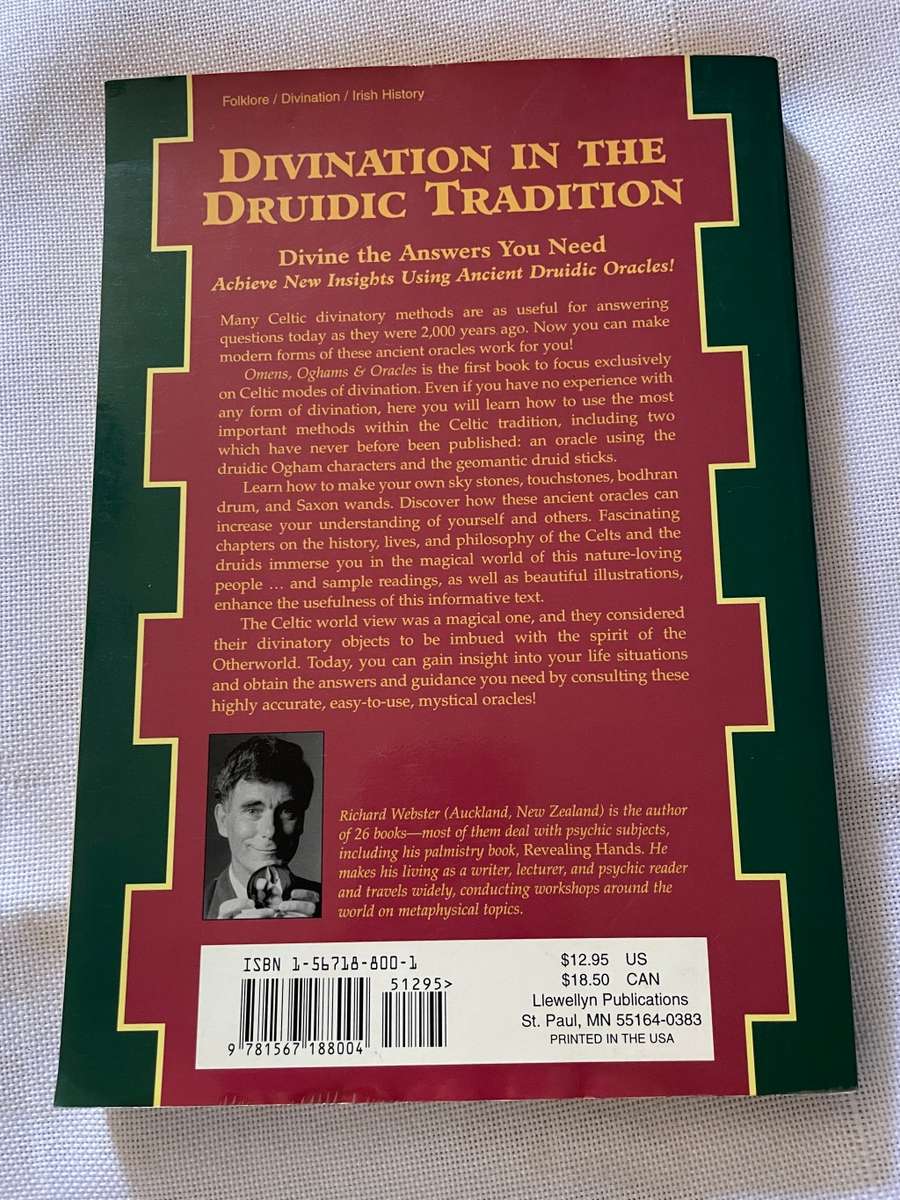 Folklore / Divination / Irish History
DIVINATION IN THE
DRUIDIC TRADITION
Divine the Answers You Need
Achieve New Insights Using Ancient Druidic Oracles!
Many Celtic divinatory methods are as useful for answering
questions today as they were 2,000 years ago. Now you can make
modern forms of these ancient oracles work for you!
Omens, Oghams & Oracles is the first book to focus exclusively
on Celtic modes of divination. Even if you have no experience with
any form of divination, here you will learn how to use the most
important methods within the Celtic tradition, including two
which have never before been published: an oracle using the
druidic Ogham characters and the geomantic druid sticks.
Learn how to make your own sky stones, touchstones, bodhran
drum, and Saxon wands. Discover how these ancient oracles can
increase your understanding of yourself and others. Fascinating
chapters on the history, lives, and philosophy of the Celts and the
druids immerse you in the magical world of this nature-loving
people ... and sample readings, as well as beautiful illustrations,
enhance the usefulness of this informative text.
The Celtic world view was a magical one, and they considered
their divinatory objects to be imbued with the spirit of the
Otherworld. Today, you can gain insight into your life situations
and obtain the answers and guidance you need by consulting these
highly accurate, easy-to-use, mystical oracles!
Richard Webster (Auckland, New Zealand) is the author
of 26 books—most of them deal with psychic subjects,
including his palmistry book, Revealing Hands. He
makes his living as a writer, lecturer, and psychic reader
and travels widely, conducting workshops around the
world on metaphysical topics.
ISBN 1-56718-800-1
51295>
9 781567 188004
$12.95 US
$18.50 CAN
Llewellyn Publications
St. Paul, MN 55164-0383
PRINTED IN THE USA